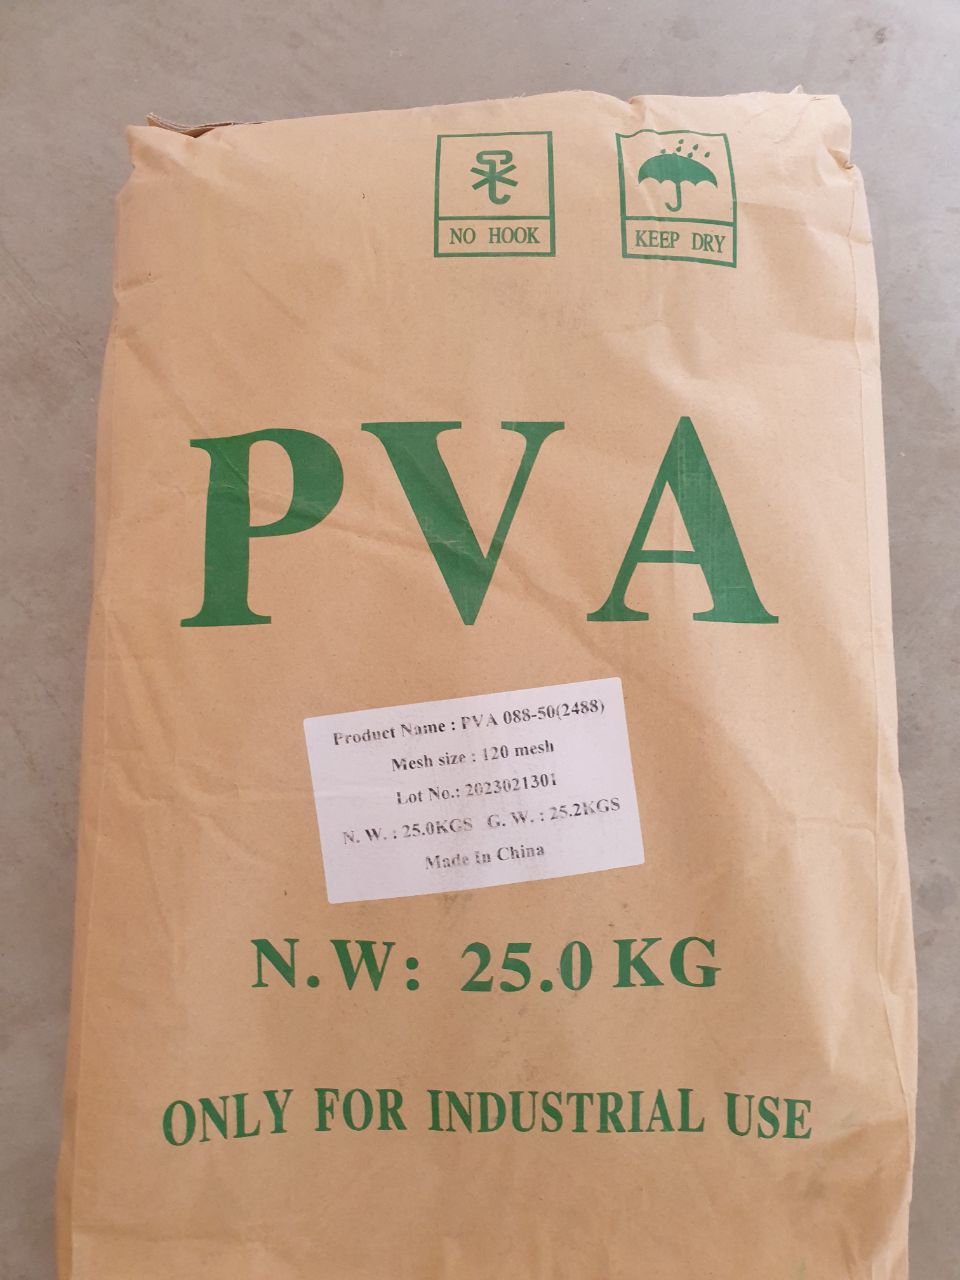 NO HOOK
KEEP DRY
PVA
Product Name : PVA 088-50(2488)
Mesh size : 120 mesh
Lot No.: 2023021301
N. W. : 25.0KGS G. W. : 25.2KGS
Made In China
N.W: 25.0 KG
ONLY FOR INDUSTRIAL USE